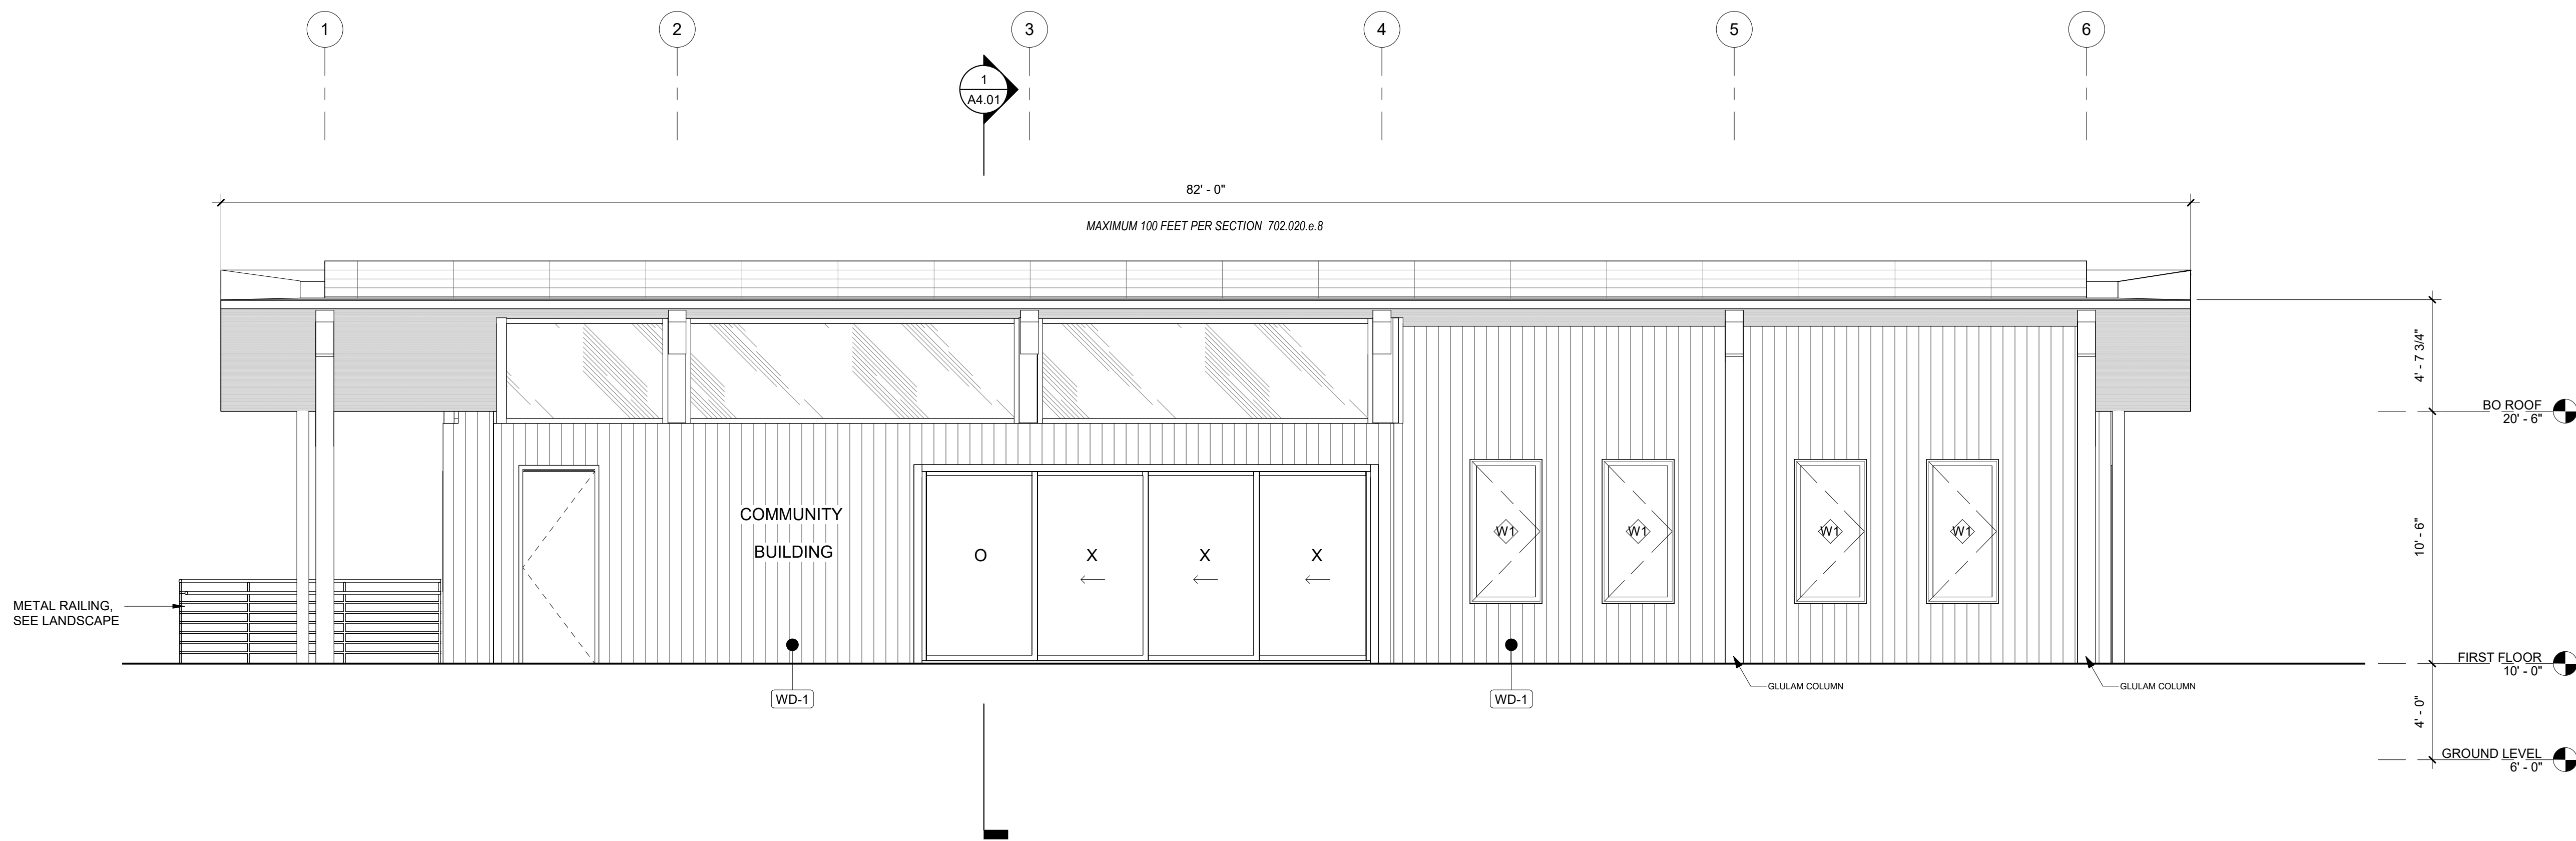 1
2
3
4
5
6
1
A4.01
82' - 0"
MAXIMUM 100 FEET PER SECTION 702.020.e.8
4' - 7 3/4"
BO ROOF
20' - 6"
COMMUNITY
BUILDING
O
X
X
X
W1
W1
W1
W1
10' - 6"
METAL RAILING,
SEE LANDSCAPE
FIRST FLOOR
10' - 0"
WD-1
WD-1
GLULAM COLUMN
GLULAM COLUMN
4' - 0"
GROUND LEVEL
6' - 0"